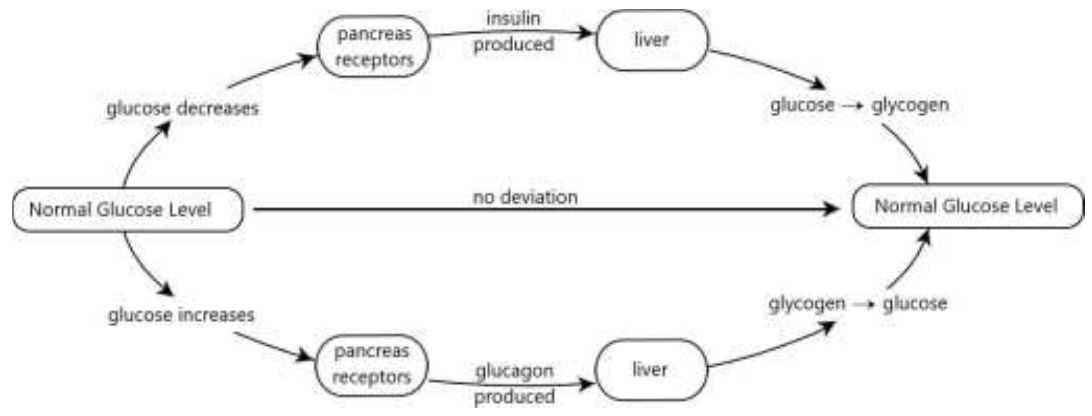 pancreas
receptors
insulin
produced
liver
glucose decreases
glucose → glycogen
Normal Glucose Level
no deviation
Normal Glucose Level
glucose increases
glycogen → glucose
pancreas
receptors
glucagon
produced
liver